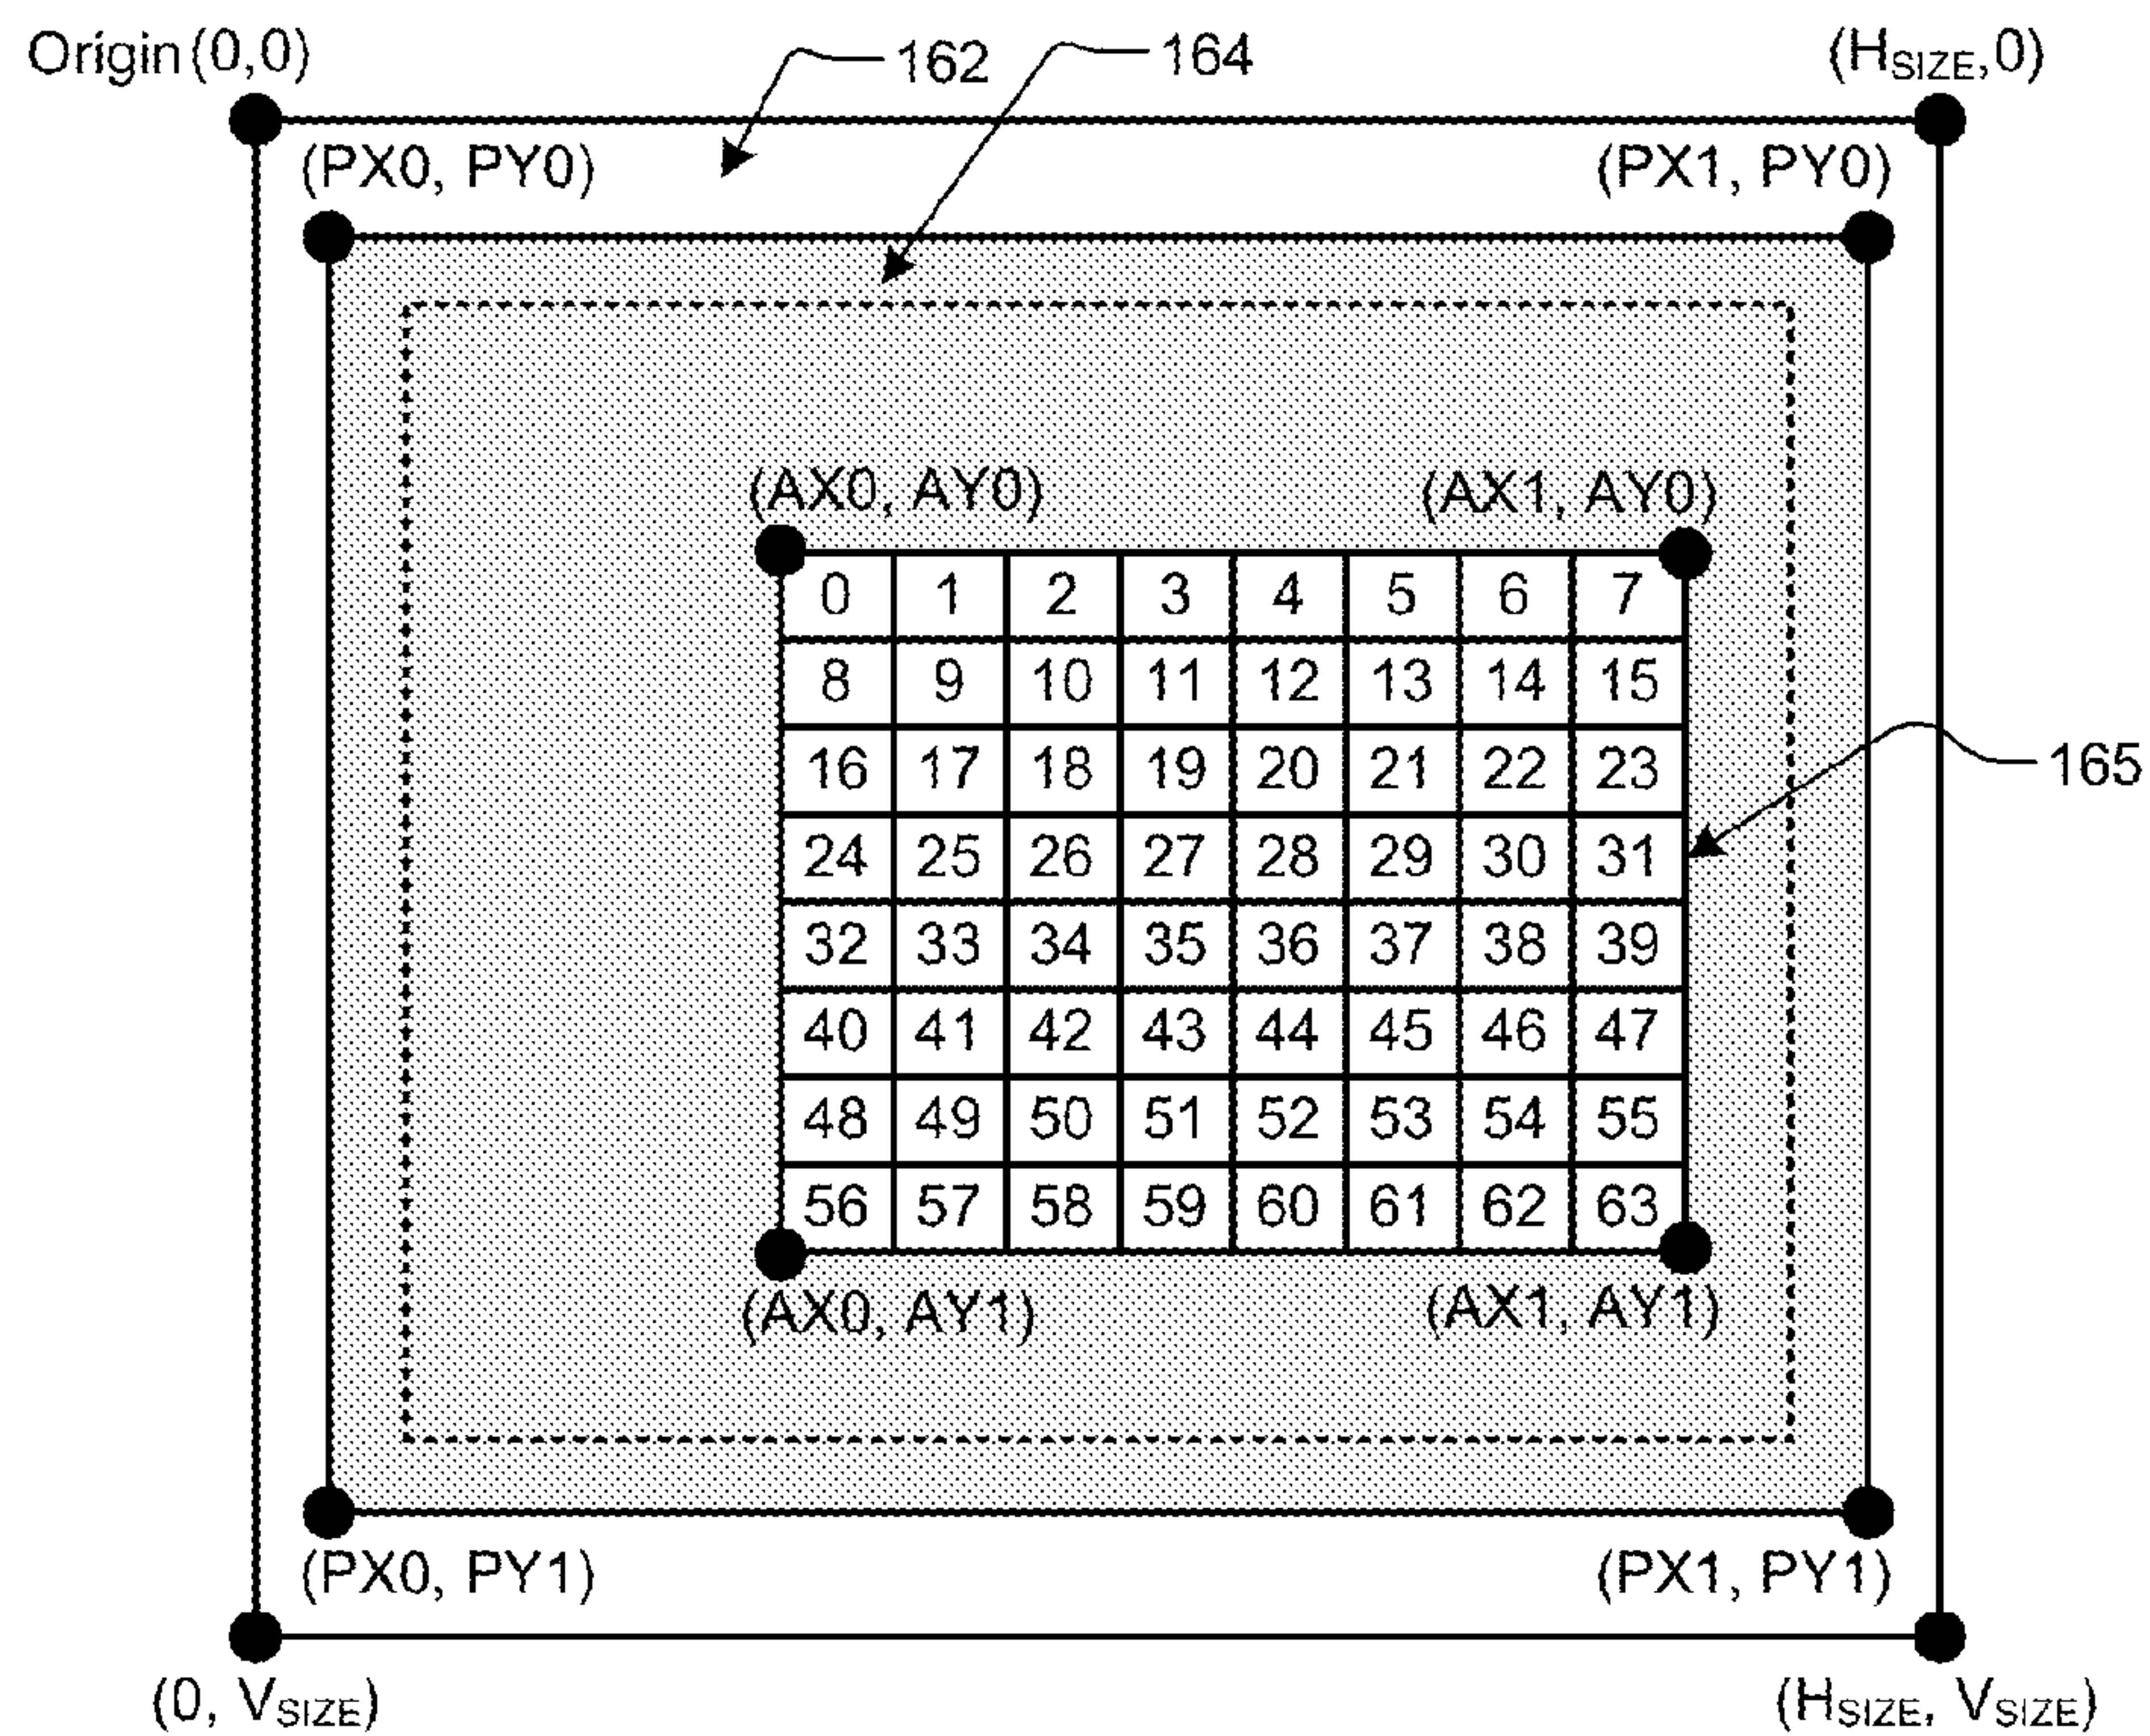 Origin (0,0) 162 164 (H_SIZE, 0)
(PX0, PY0) (PX1, PY0)
(AX0, AY0) (AX1, AY0)
0 1 2 3 4 5 6 7
8 9 10 11 12 13 14 15
16 17 18 19 20 21 22 23
165
24 25 26 27 28 29 30 31
32 33 34 35 36 37 38 39
40 41 42 43 44 45 46 47
48 49 50 51 52 53 54 55
56 57 58 59 60 61 62 63
(AX0, AY1) (AX1, AY1)
(PX0, PY1) (PX1, PY1)
(0, V_SIZE) (H_SIZE, V_SIZE)